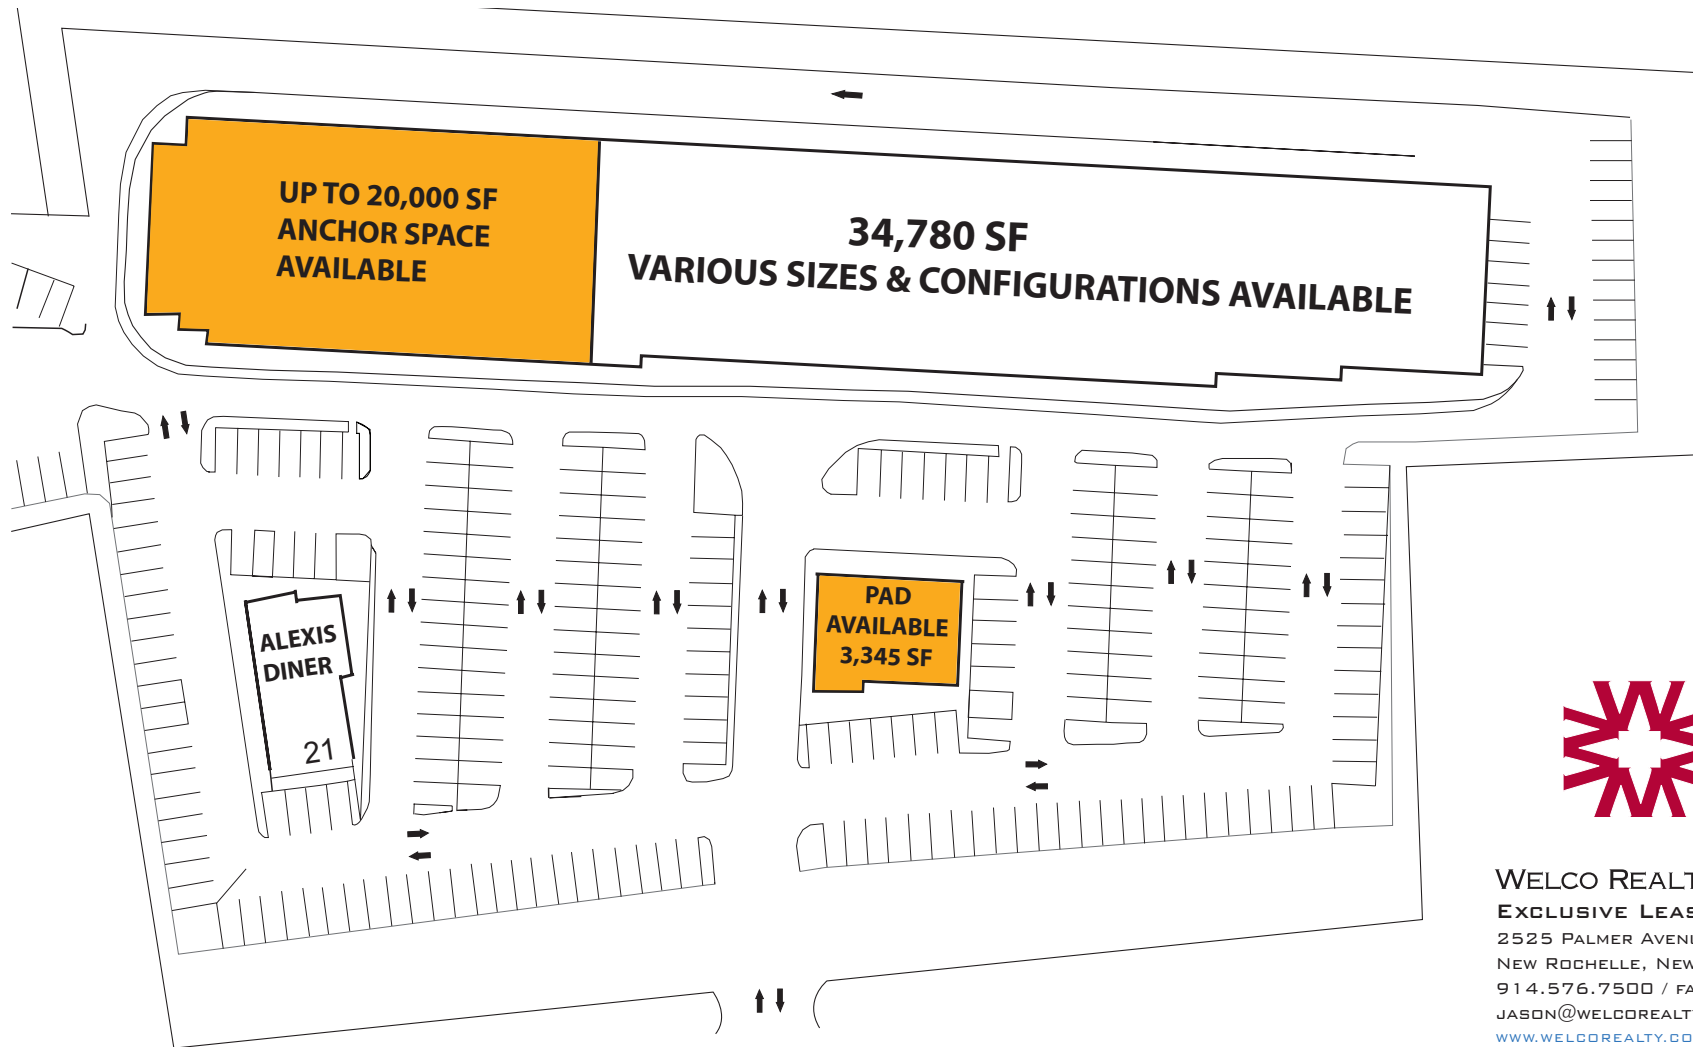 UP TO 20,000 SF
ANCHOR SPACE
AVAILABLE
34,780 SF
VARIOUS SIZES & CONFIGURATIONS AVAILABLE
ALEXIS
DINER
21
PAD
AVAILABLE
3,345 SF
WELCO REALT
EXCLUSIVE LEAS
2525 PALMER AVENU
NEW ROCHELLE, NEW
914.576.7500 / FA
JASON@WELCOREALT
WWW.WELCOREALTY.CO